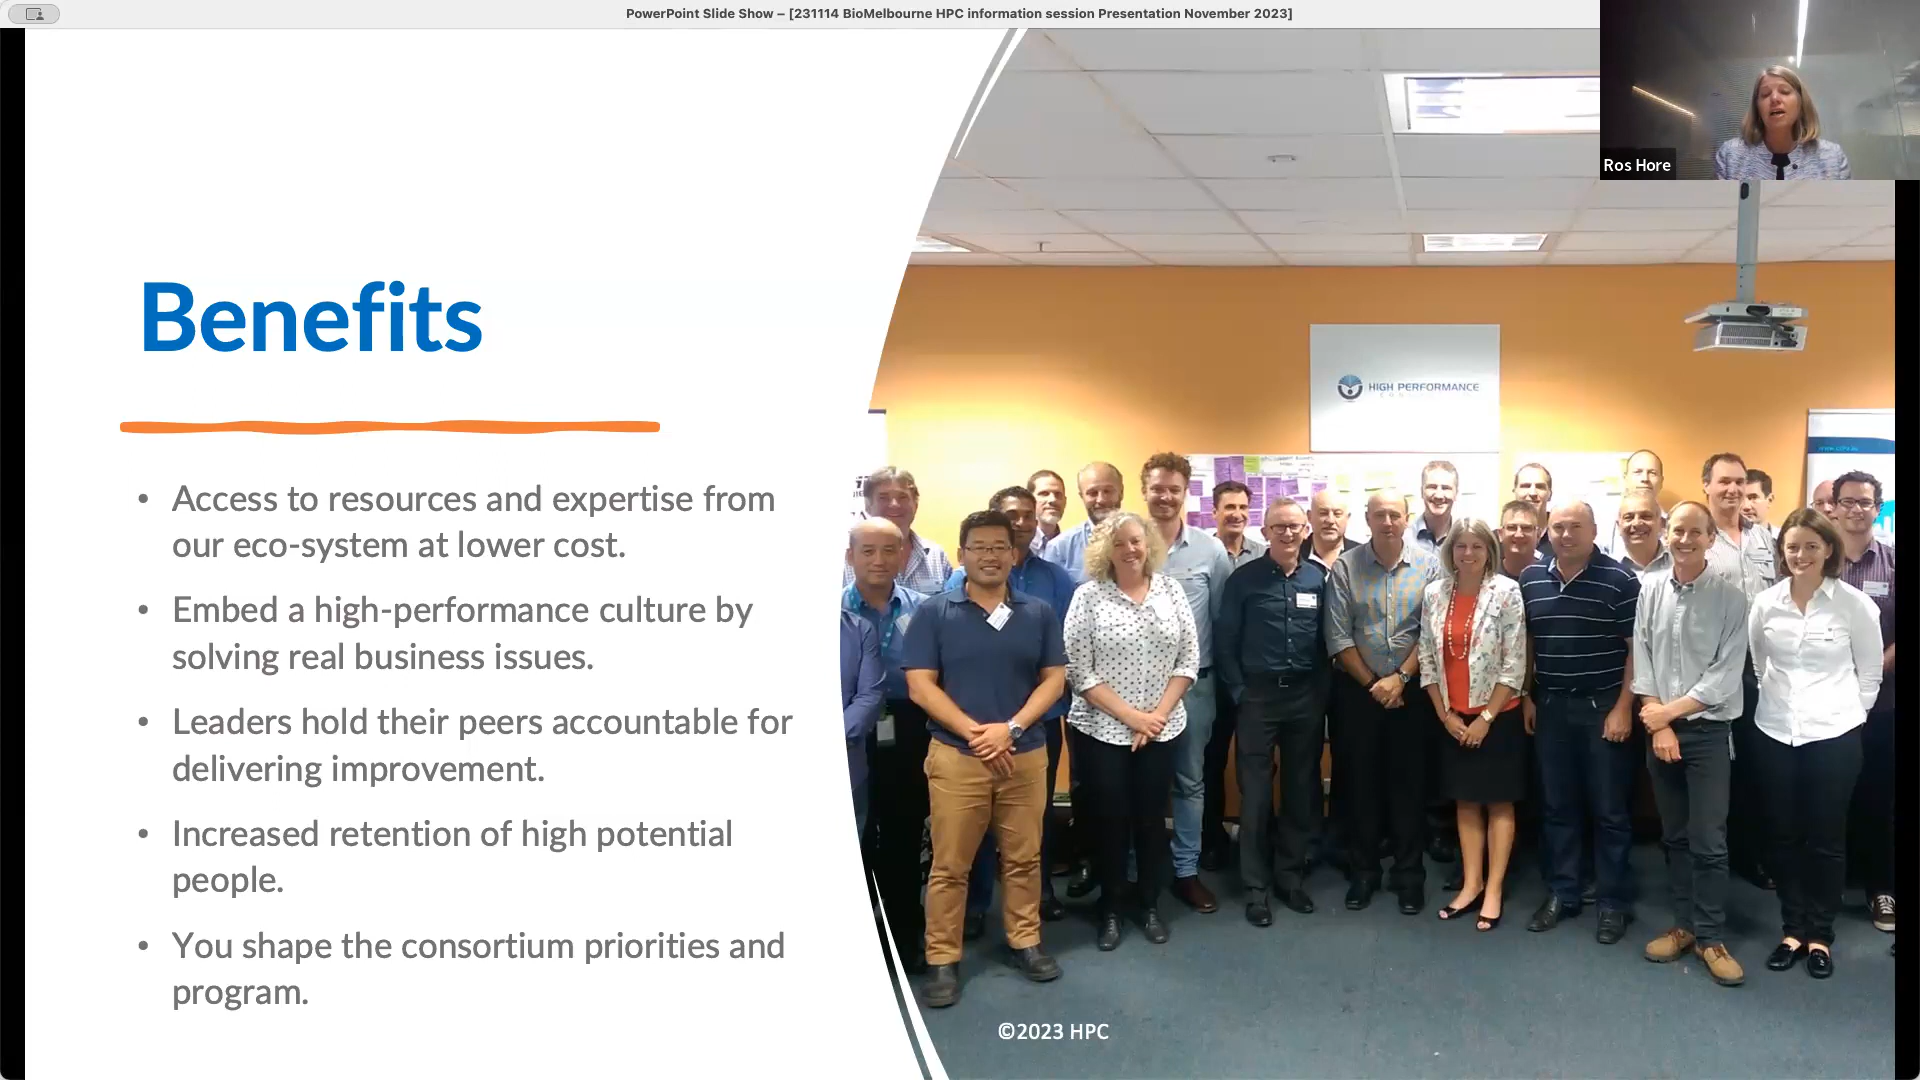 PowerPoint Slide Show – [231114 BioMelbourne HPC information session Presentation November 2023]
Ros Hore
Benefits
HIGH PERFORMANCE
• Access to resources and expertise from
our eco-system at lower cost.
• Embed a high-performance culture by
solving real business issues.
• Leaders hold their peers accountable for
delivering improvement.
• Increased retention of high potential
people.
• You shape the consortium priorities and
program.
©2023 HPC